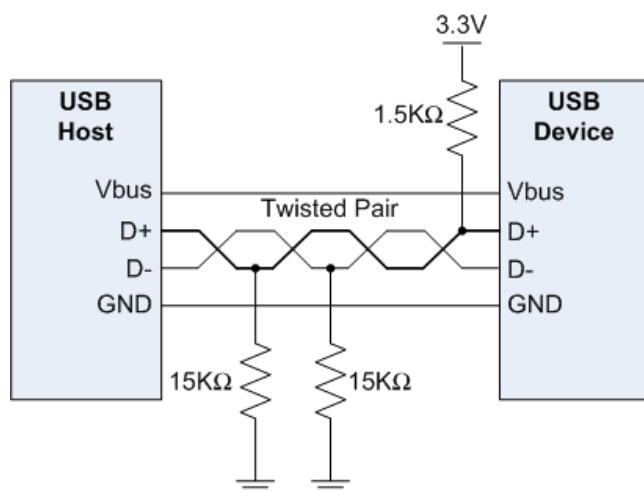 3.3V
USB
Host
1.5KΩ
USB
Device
Vbus
Twisted Pair
Vbus
D+
D+
D-
D-
GND
GND
15KΩ
15KΩ